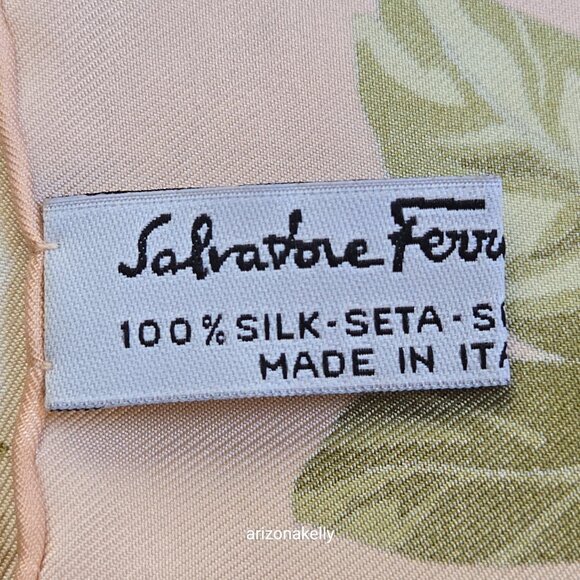 Salvatore Ferr
100% SILK-SETA-S
MADE IN ITA
arizonakelly